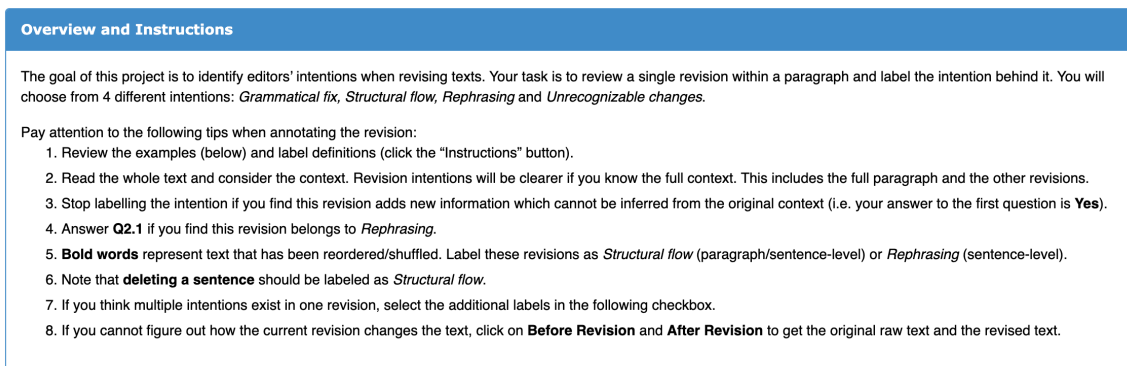 Overview and Instructions
The goal of this project is to identify editors' intentions when revising texts. Your task is to review a single revision within a paragraph and label the intention behind it. You will
choose from 4 different intentions: Grammatical fix, Structural flow, Rephrasing and Unrecognizable changes.
Pay attention to the following tips when annotating the revision:
1. Review the examples (below) and label definitions (click the “Instructions” button).
2. Read the whole text and consider the context. Revision intentions will be clearer if you know the full context. This includes the full paragraph and the other revisions.
3. Stop labelling the intention if you find this revision adds new information which cannot be inferred from the original context (i.e. your answer to the first question is Yes).
4. Answer Q2.1 if you find this revision belongs to Rephrasing.
5. Bold words represent text that has been reordered/shuffled. Label these revisions as Structural flow (paragraph/sentence-level) or Rephrasing (sentence-level).
6. Note that deleting a sentence should be labeled as Structural flow.
7. If you think multiple intentions exist in one revision, select the additional labels in the following checkbox.
8. If you cannot figure out how the current revision changes the text, click on Before Revision and After Revision to get the original raw text and the revised text.